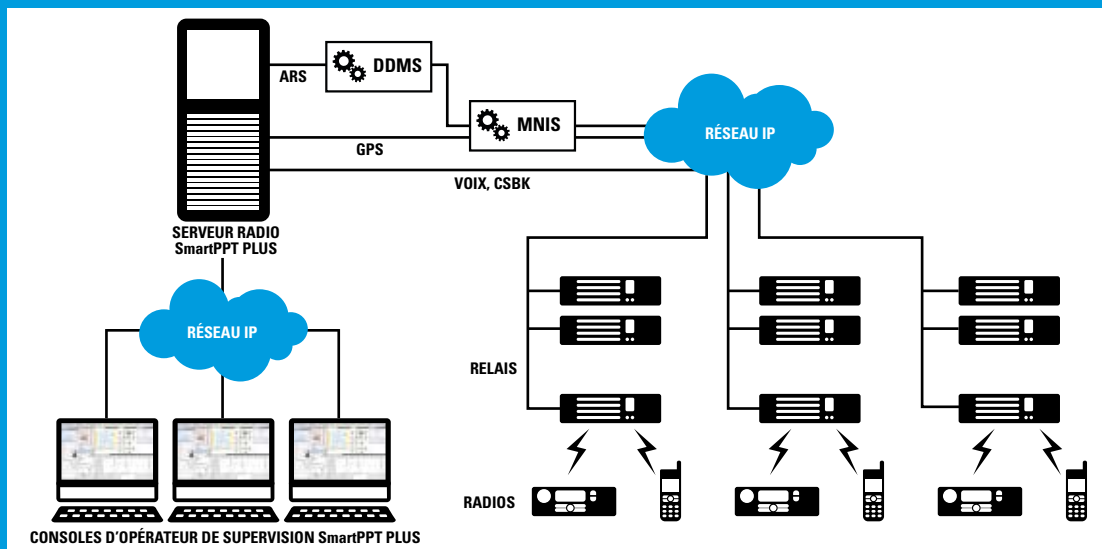 ARS
DDMS
MNIS
RÉSEAU IP
GPS
VOIX, CSBK
SERVEUR RADIO
SmartPPT PLUS
RÉSEAU IP
RELAIS
RADIOS
CONSOLES D'OPÉRATEUR DE SUPERVISION SmartPPT PLUS